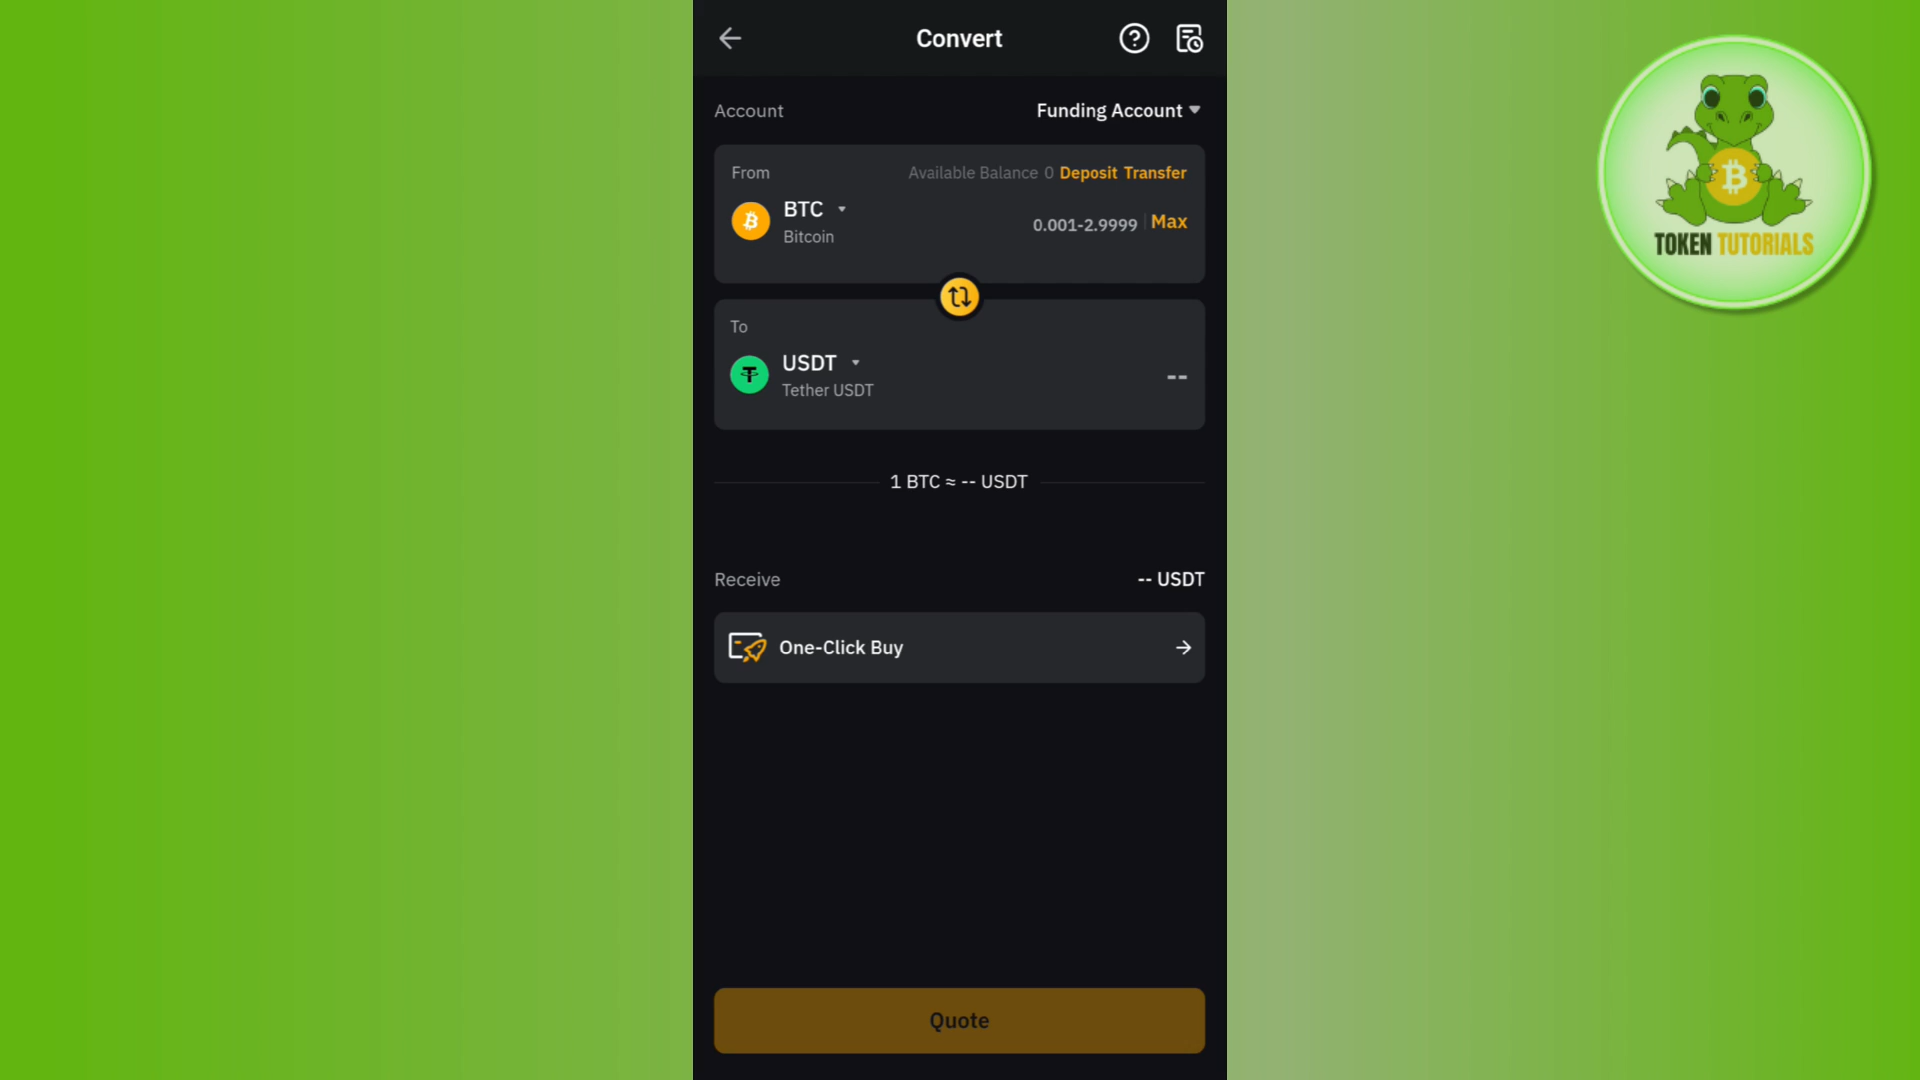 Convert
Account
Funding Account
From
Available Balance 0 Deposit Transfer
BTC
Bitcoin
0.001-2.9999 Max
To
USDT
Tether USDT
--
1 BTC ≈ -- USDT
Receive
-- USDT
One-Click Buy
Quote
TOKEN TUTORIALS